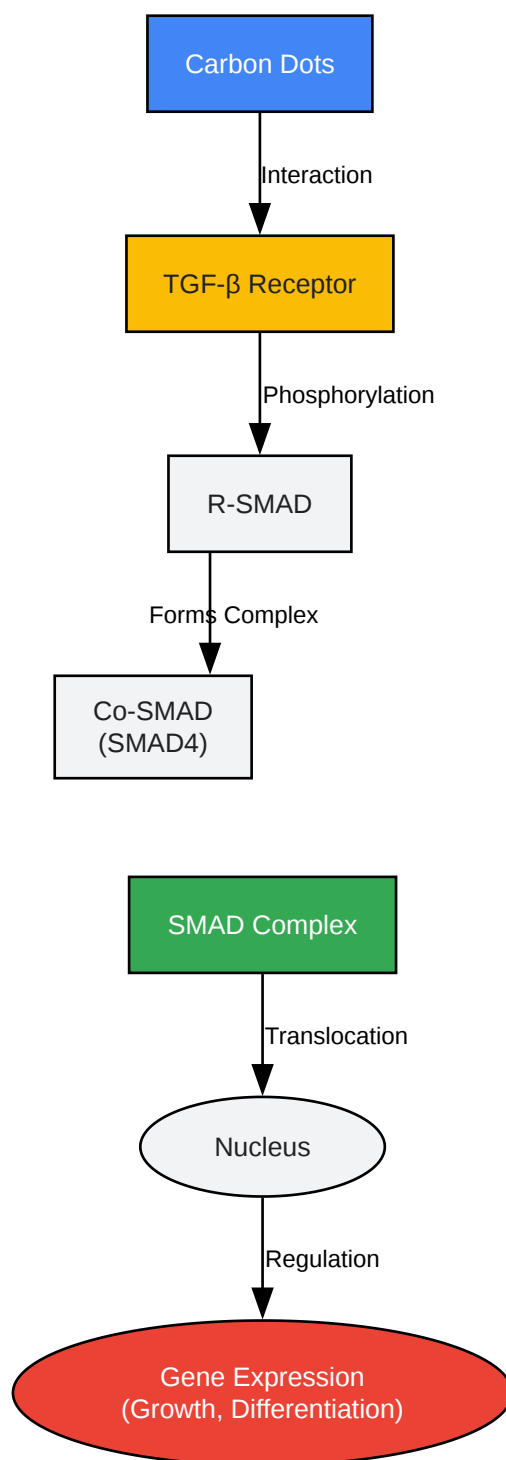 Carbon Dots
Interaction
TGF-β Receptor
Phosphorylation
R-SMAD
Forms Complex
Co-SMAD
(SMAD4)
SMAD Complex
Translocation
Nucleus
Regulation
Gene Expression
(Growth, Differentiation)